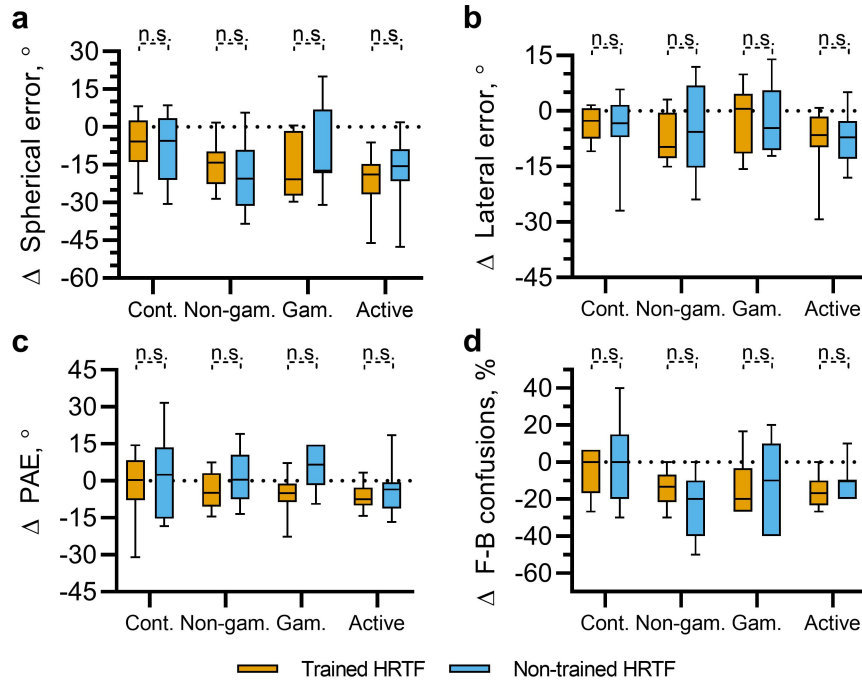 a
n.s. n.s. n.s. n.s.
Δ Spherical error, °
30
15
0
-15
-30
-45
-60
Cont. Non-gam. Gam. Active
b
n.s. n.s. n.s. n.s.
Δ Lateral error, °
15
0
-15
-30
-45
Cont. Non-gam. Gam. Active
c
n.s. n.s. n.s. n.s.
Δ PAE, °
45
30
15
0
-15
-30
-45
Cont. Non-gam. Gam. Active
d
n.s. n.s. n.s. n.s.
Δ F-B confusions, %
40
20
0
-20
-40
-60
Cont. Non-gam. Gam. Active
Trained HRTF Non-trained HRTF